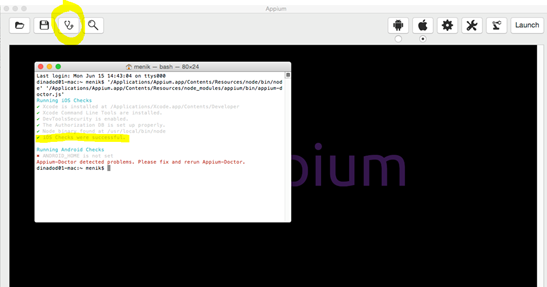 Appium
Launch
menik — bash — 80×24
Last login: Mon Jun 15 14:43:04 on ttys000
dinadod01-mac:~ menik$ '/Applications/Appium.app/Contents/Resources/node/bin/nod
e' '/Applications/Appium.app/Contents/Resources/node_modules/appium/bin/appium-d
octor.js'
Running iOS Checks
✔ Xcode is installed at /Applications/Xcode.app/Contents/Developer
✔ Xcode Command Line Tools are installed.
✔ DevToolsSecurity is enabled.
✔ The Authorization DB is set up properly.
✔ Node binary found at /usr/local/bin/node
✔ iOS Checks were successful.
Running Android Checks
✖ ANDROID_HOME is not set
Appium-Doctor detected problems. Please fix and rerun Appium-Doctor.
dinadod01-mac:~ menik$
pium